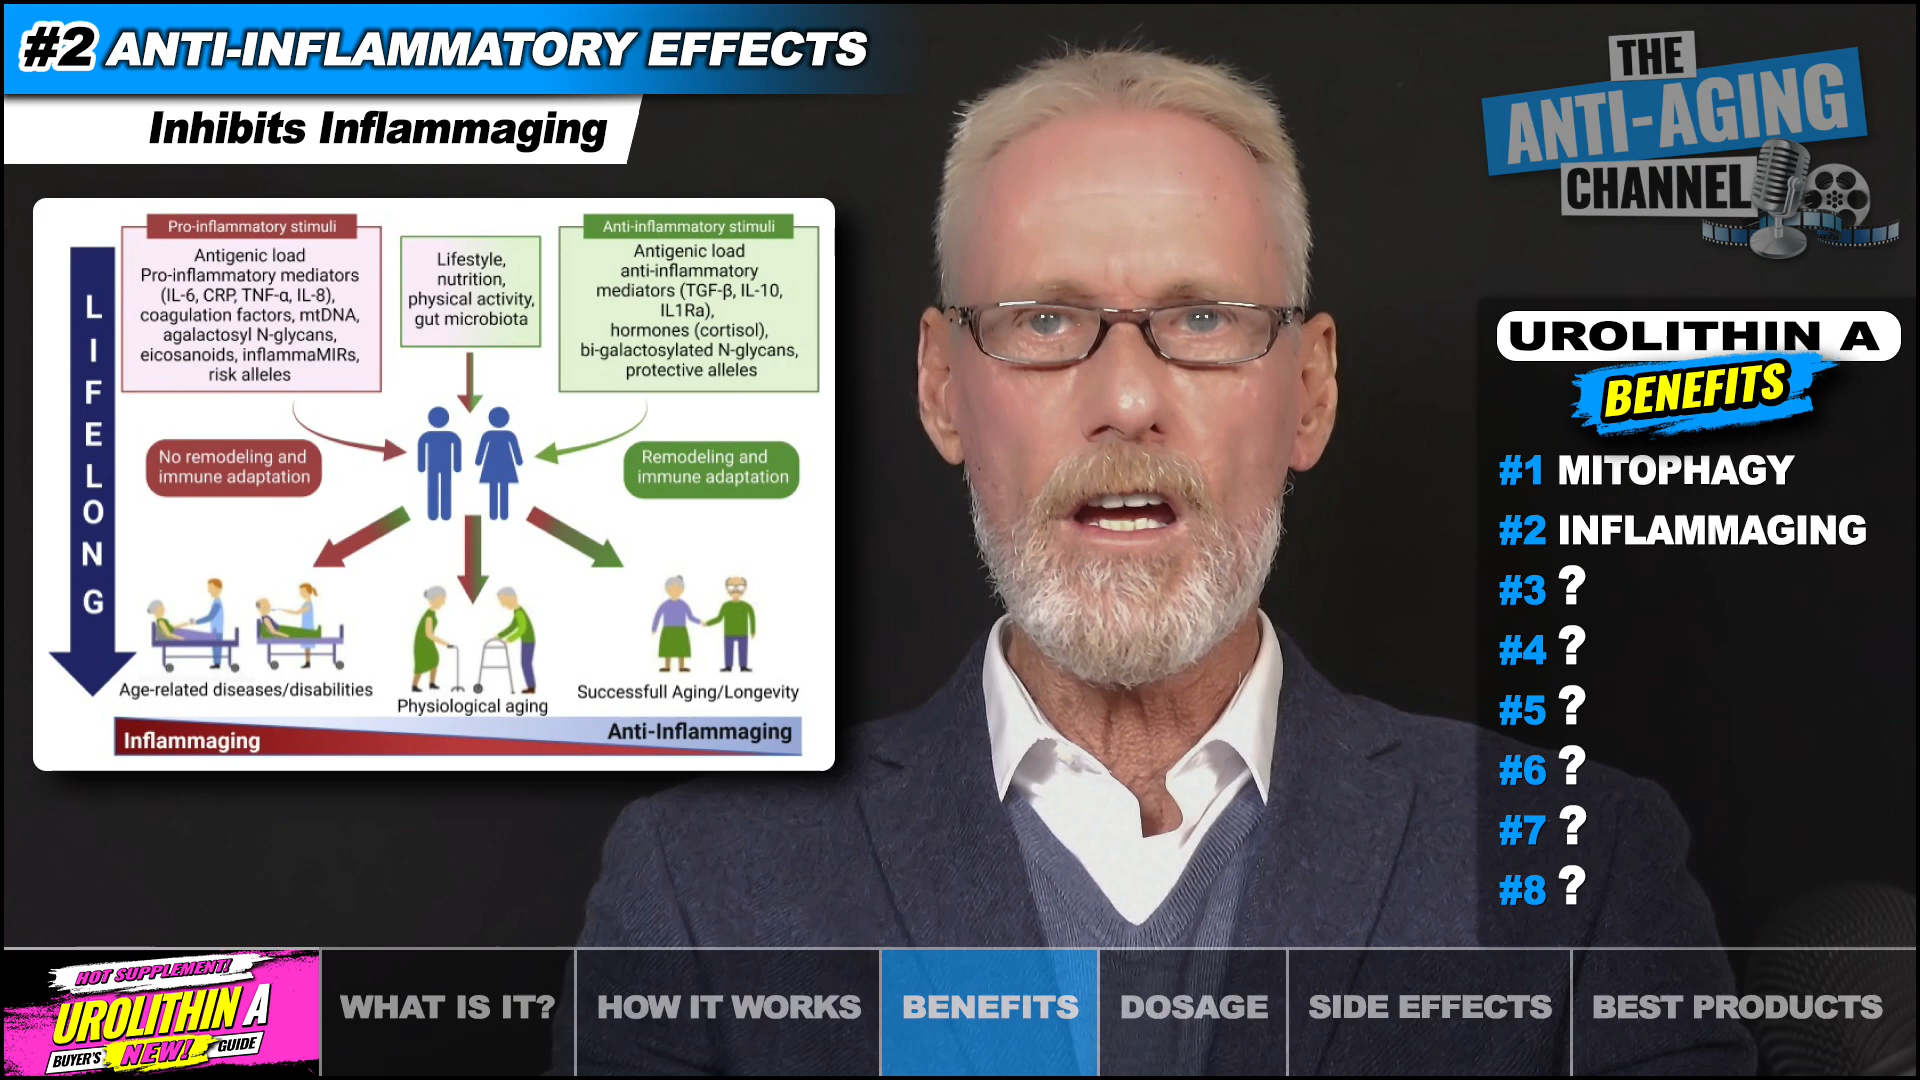 #2 ANTI-INFLAMMATORY EFFECTS
Inhibits Inflammaging
THE
ANTI-AGING
CHANNEL
LIFELONG
Pro-inflammatory stimuli
Antigenic load
Pro-inflammatory mediators
(IL-6, CRP, TNF-α, IL-8),
coagulation factors, mtDNA,
agalactosyl N-glycans,
eicosanoids, inflammaMIRs,
risk alleles
Lifestyle,
nutrition,
physical activity,
gut microbiota
Anti-inflammatory stimuli
Antigenic load
anti-inflammatory
mediators (TGF-β, IL-10,
IL1Ra),
hormones (cortisol),
bi-galactosylated N-glycans,
protective alleles
No remodeling and
immune adaptation
Remodeling and
immune adaptation
Age-related diseases/disabilities
Physiological aging
Successfull Aging/Longevity
Inflammaging
Anti-Inflammaging
UROLITHIN A
BENEFITS
#1 MITOPHAGY
#2 INFLAMMAGING
#3 ?
#4 ?
#5 ?
#6 ?
#7 ?
#8 ?
HOT SUPPLEMENT!
UROLITHIN A
BUYER'S NEW! GUIDE
WHAT IS IT?
HOW IT WORKS
BENEFITS
DOSAGE
SIDE EFFECTS
BEST PRODUCTS